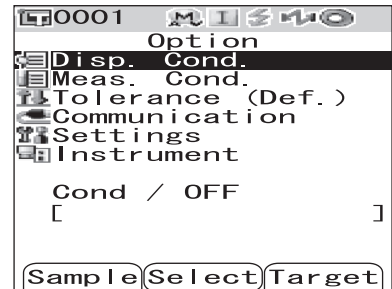 0001 M I
Option
Disp. Cond.
Meas. Cond.
Tolerance (Def.)
Communication
Settings
Instrument
Cond / OFF
[ ]
Sample Select Target